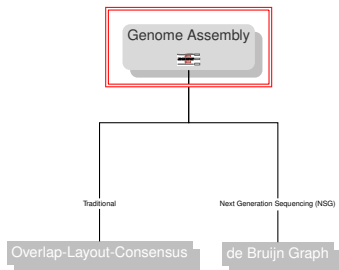 Genome Assembly
Traditional
Next Generation Sequencing (NSG)
Overlap-Layout-Consensus
de Bruijn Graph